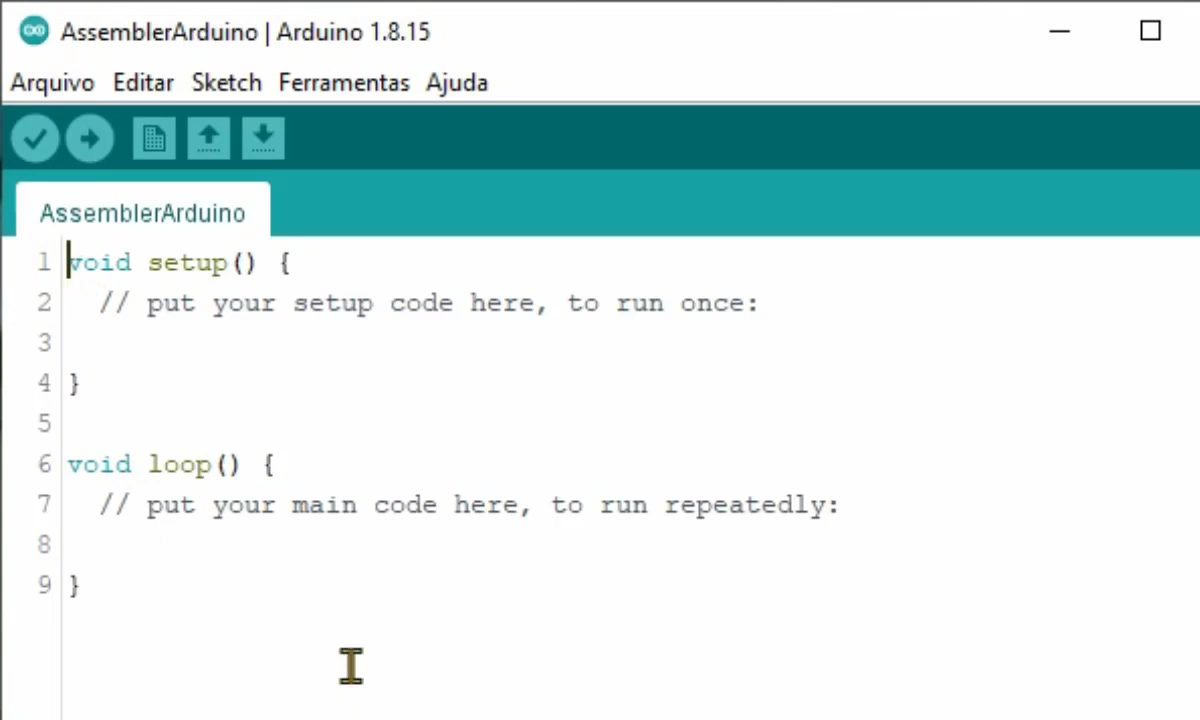 AssemblerArduino | Arduino 1.8.15
Arquivo Editar Sketch Ferramentas Ajuda
AssemblerArduino
1 void setup() {
2 // put your setup code here, to run once:
3
4 }
5
6 void loop() {
7 // put your main code here, to run repeatedly:
8
9 }